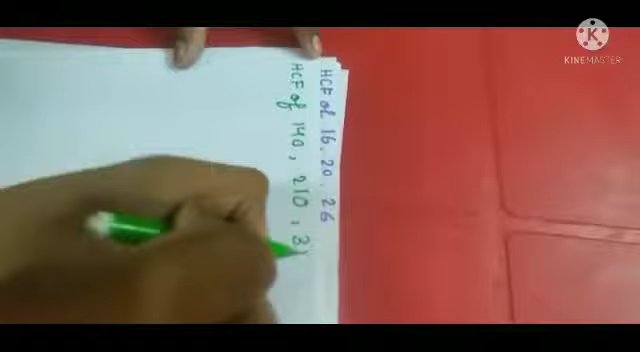 HCF of 16, 20, 26
HCF of 140, 210, 3
K
KINEMASTER